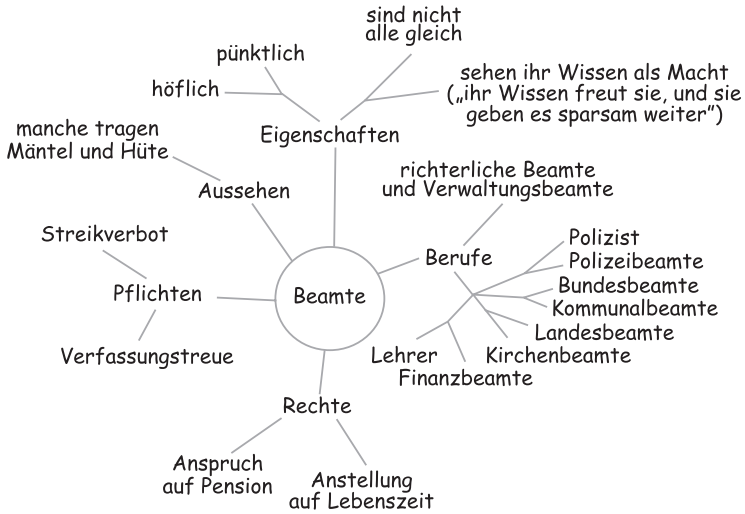 sind nicht
alle gleich
pünktlich
höflich
sehen ihr Wissen als Macht
(„ihr Wissen freut sie, und sie
geben es sparsam weiter”)
Eigenschaften
manche tragen
Mäntel und Hüte
Aussehen
richterliche Beamte
und Verwaltungsbeamte
Streikverbot
Berufe
Polizist
Polizeibeamte
Bundesbeamte
Kommunalbeamte
Landesbeamte
Kirchenbeamte
Lehrer
Finanzbeamte
Pflichten
Beamte
Verfassungstreue
Rechte
Anspruch
auf Pension
Anstellung
auf Lebenszeit